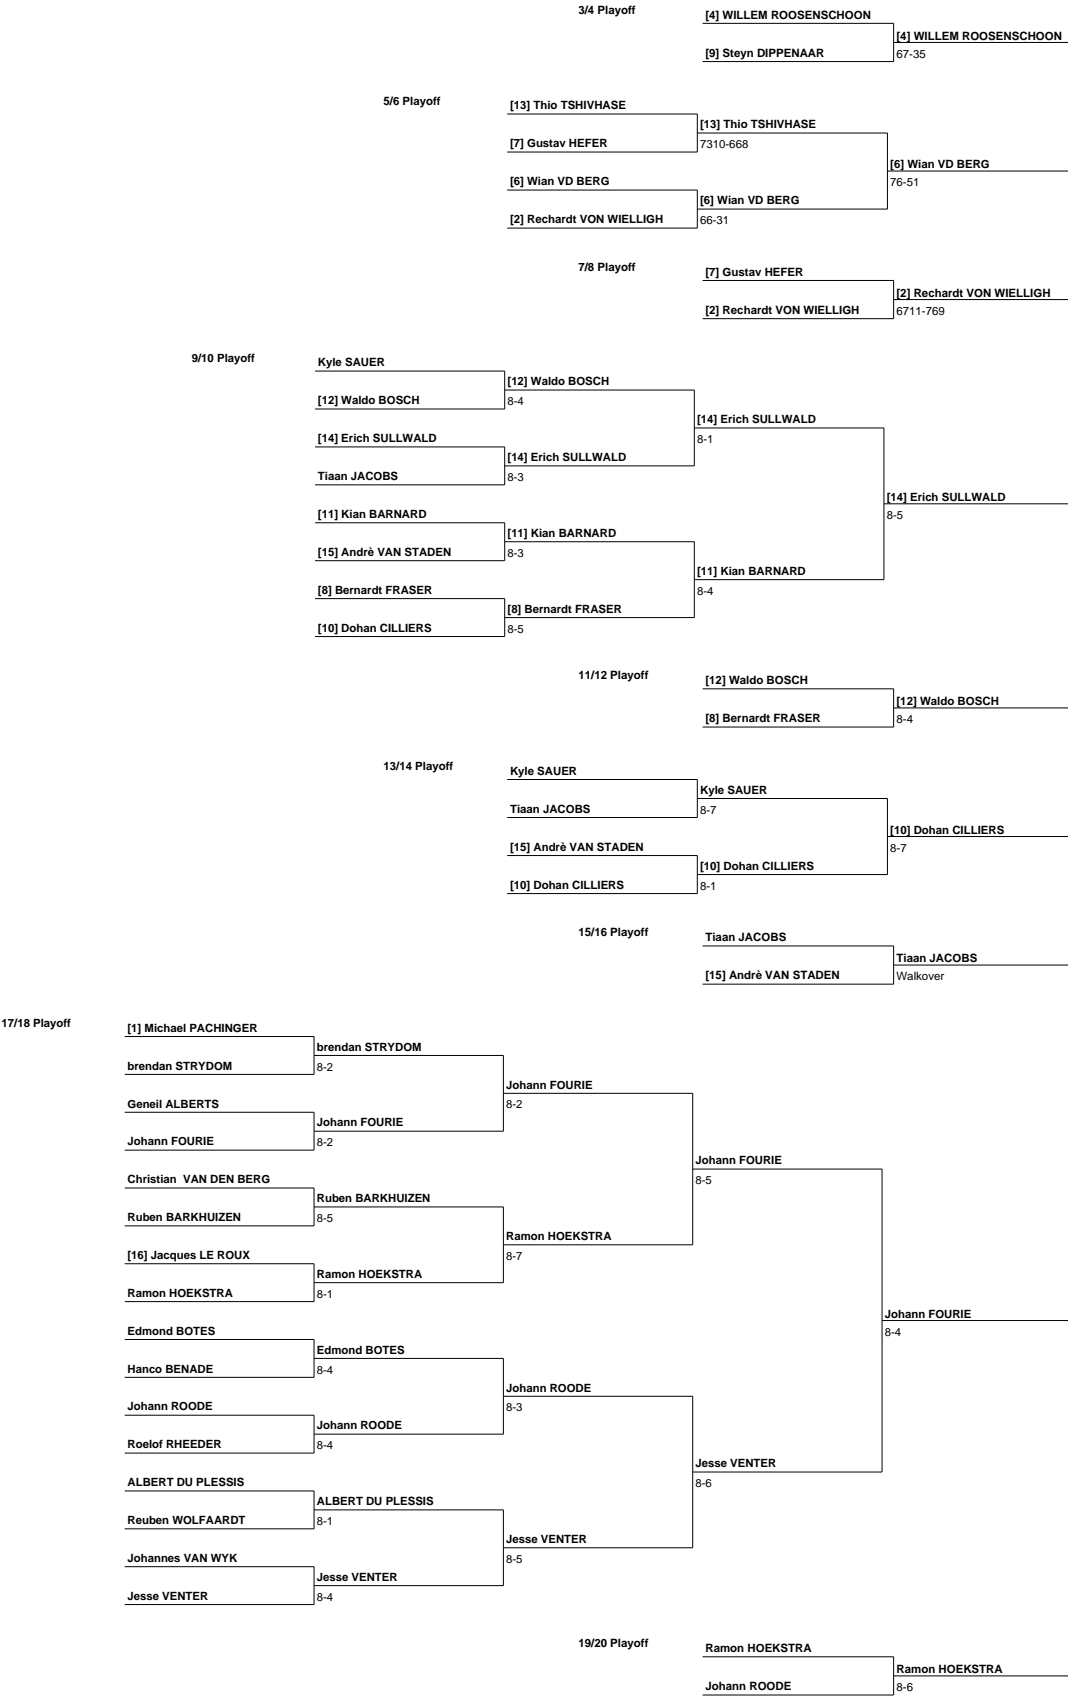 3/4 Playoff
[4] WILLEM ROOSENSCHOON
[4] WILLEM ROOSENSCHOON
[9] Steyn DIPPENAAR
67-35
5/6 Playoff
[13] Thio TSHIVHASE
[13] Thio TSHIVHASE
[7] Gustav HEFER
7310-668
[6] Wian VD BERG
76-51
[6] Wian VD BERG
[6] Wian VD BERG
[2] Rechardt VON WIELLIGH
66-31
7/8 Playoff
[7] Gustav HEFER
[2] Rechardt VON WIELLIGH
[2] Rechardt VON WIELLIGH
6711-769
9/10 Playoff
Kyle SAUER
[12] Waldo BOSCH
[12] Waldo BOSCH
8-4
[14] Erich SULLWALD
8-1
[14] Erich SULLWALD
[14] Erich SULLWALD
Tiaan JACOBS
8-3
[14] Erich SULLWALD
8-5
[11] Kian BARNARD
[11] Kian BARNARD
[15] Andrè VAN STADEN
8-3
[11] Kian BARNARD
8-4
[8] Bernardt FRASER
[8] Bernardt FRASER
[10] Dohan CILLIERS
8-5
11/12 Playoff
[12] Waldo BOSCH
[12] Waldo BOSCH
[8] Bernardt FRASER
8-4
13/14 Playoff
Kyle SAUER
Kyle SAUER
Tiaan JACOBS
8-7
[10] Dohan CILLIERS
8-7
[15] Andrè VAN STADEN
[10] Dohan CILLIERS
[10] Dohan CILLIERS
8-1
15/16 Playoff
Tiaan JACOBS
Tiaan JACOBS
[15] Andrè VAN STADEN
Walkover
17/18 Playoff
[1] Michael PACHINGER
brendan STRYDOM
brendan STRYDOM
8-2
Johann FOURIE
8-2
Geneil ALBERTS
Johann FOURIE
Johann FOURIE
8-2
Johann FOURIE
8-5
Christian  VAN DEN BERG
Ruben BARKHUIZEN
Ruben BARKHUIZEN
8-5
Ramon HOEKSTRA
8-7
[16] Jacques LE ROUX
Ramon HOEKSTRA
Ramon HOEKSTRA
8-1
Johann FOURIE
8-4
Edmond BOTES
Edmond BOTES
Hanco BENADE
8-4
Johann ROODE
8-3
Johann ROODE
Johann ROODE
Roelof RHEEDER
8-4
Jesse VENTER
8-6
ALBERT DU PLESSIS
ALBERT DU PLESSIS
Reuben WOLFAARDT
8-1
Jesse VENTER
8-5
Johannes VAN WYK
Jesse VENTER
Jesse VENTER
8-4
19/20 Playoff
Ramon HOEKSTRA
Ramon HOEKSTRA
Johann ROODE
8-6